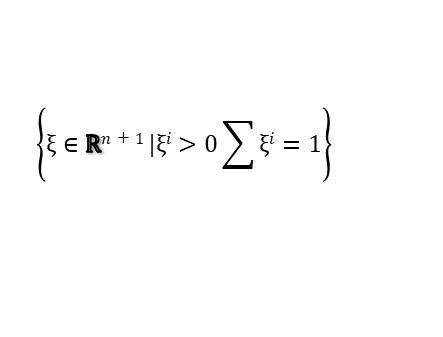 {ξ ∈ ℝⁿ ⁺ ¹|ξⁱ > 0 ∑ ξⁱ = 1}